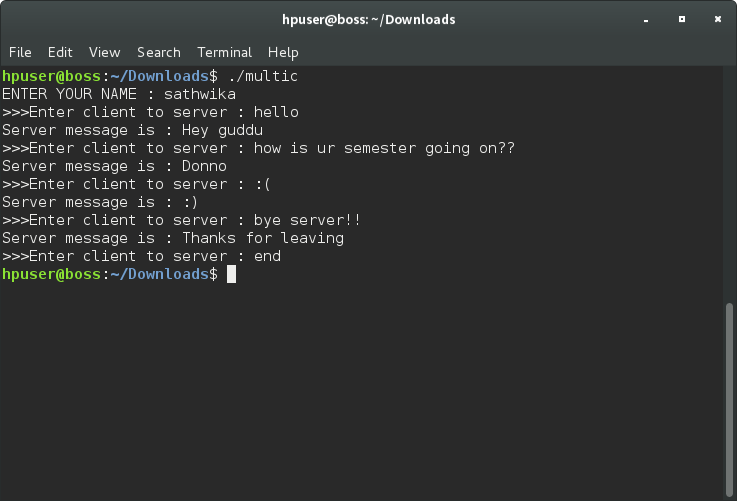 hpuser@boss: ~/Downloads
File Edit View Search Terminal Help
hpuser@boss:~/Downloads$ ./multic
ENTER YOUR NAME : sathwika
>>>Enter client to server : hello
Server message is : Hey guddu
>>>Enter client to server : how is ur semester going on??
Server message is : Donno
>>>Enter client to server : :(
Server message is : :)
>>>Enter client to server : bye server!!
Server message is : Thanks for leaving
>>>Enter client to server : end
hpuser@boss:~/Downloads$